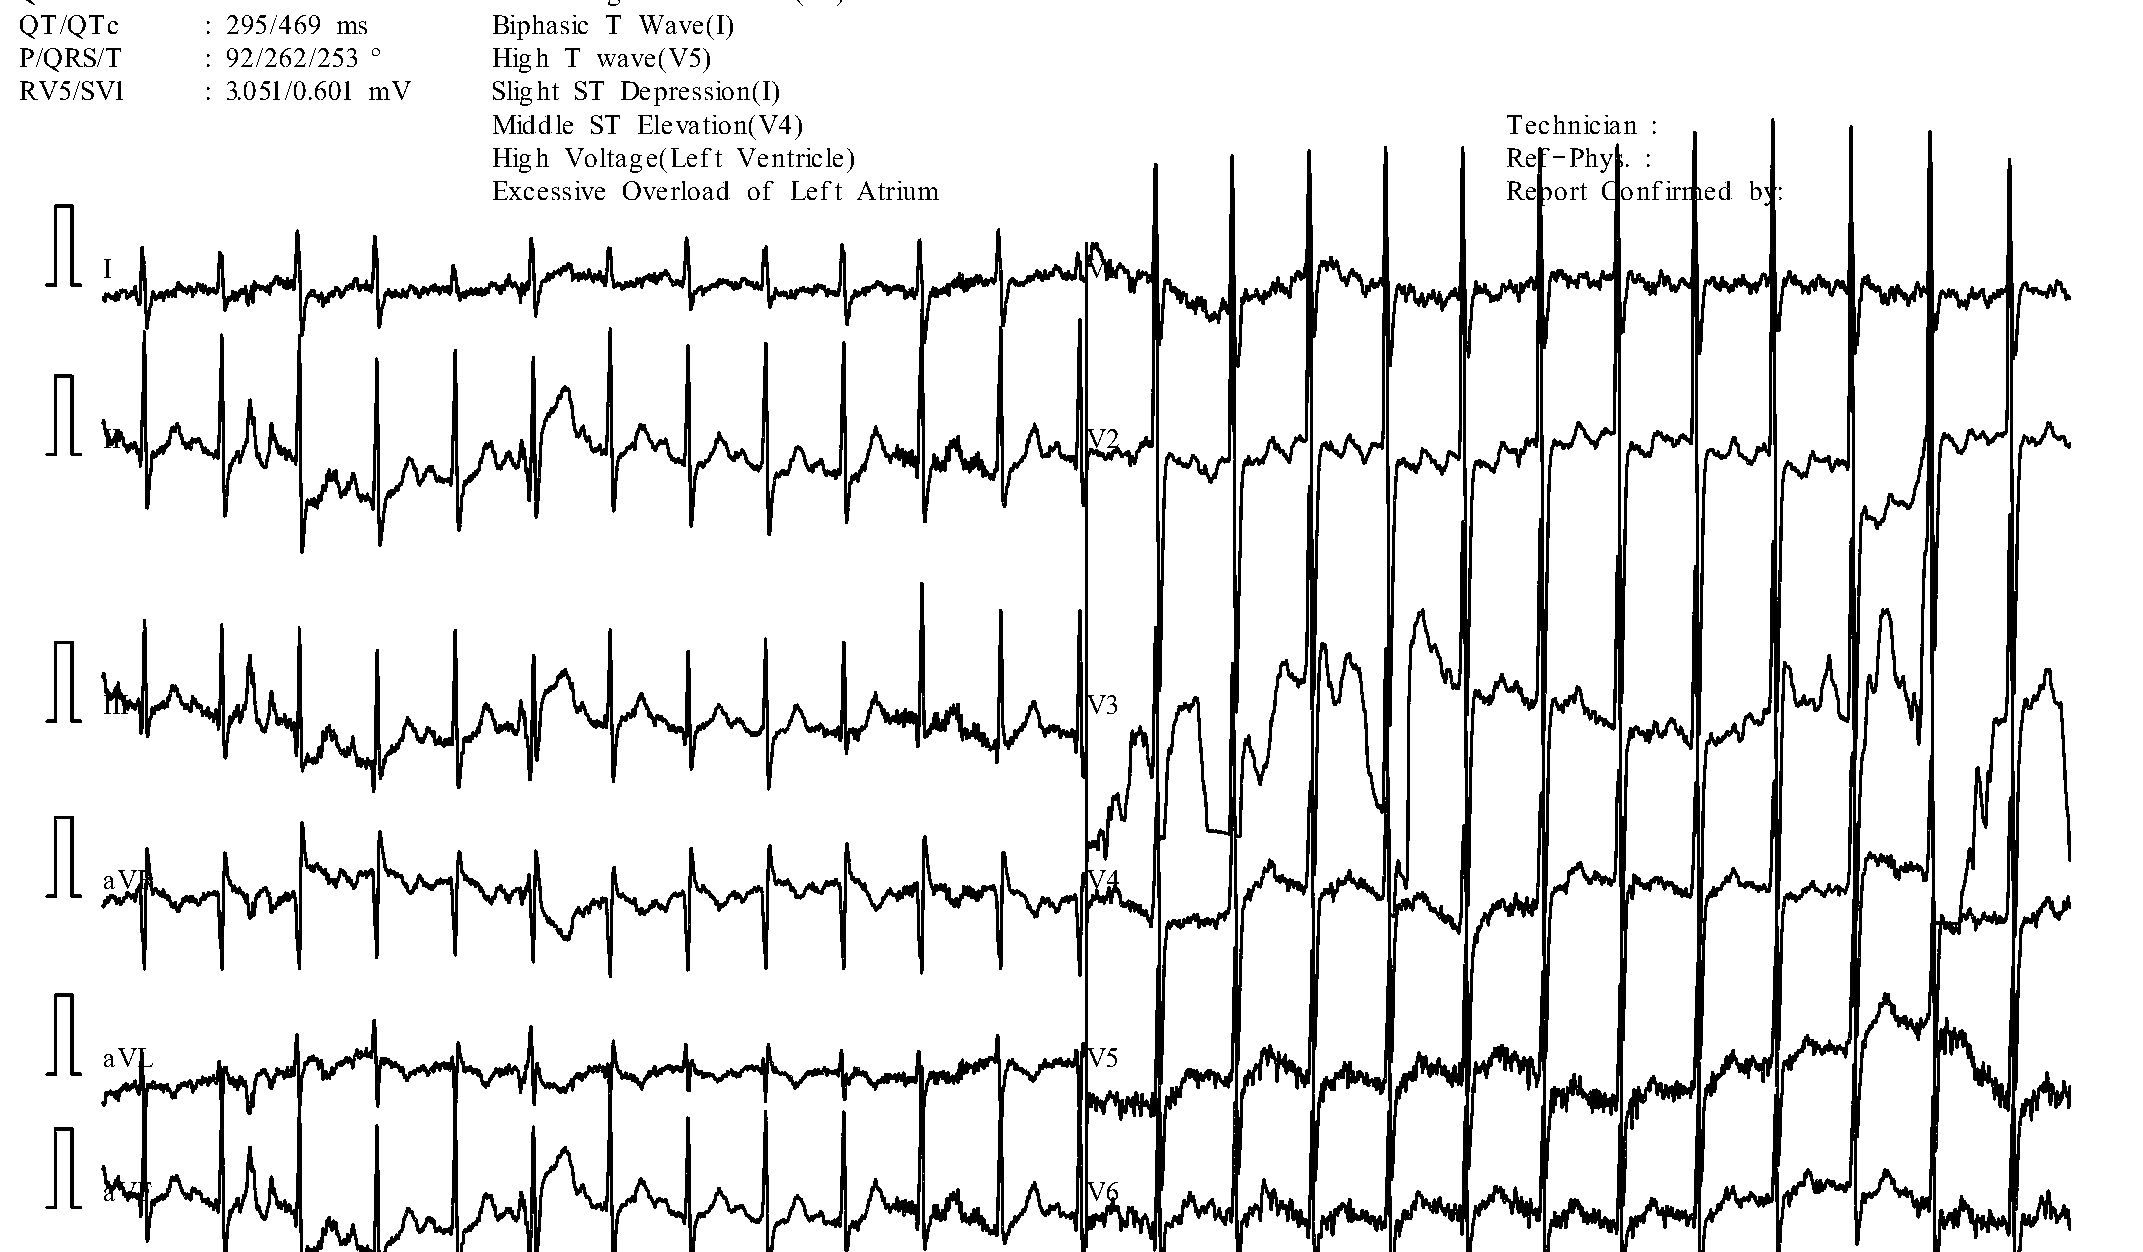 QT/QTc : 295/469 ms
P/QRS/T : 92/262/253 °
RV5/SV1 : 3.051/0.601 mV
Biphasic T Wave(I)
High T wave(V5)
Slight ST Depression(I)
Middle ST Elevation(V4)
High Voltage(Left Ventricle)
Excessive Overload of Left Atrium
Technician :
Ref-Phys. :
Report Confirmed by:
I
V2
III
V3
V4
aVL
V5
V6